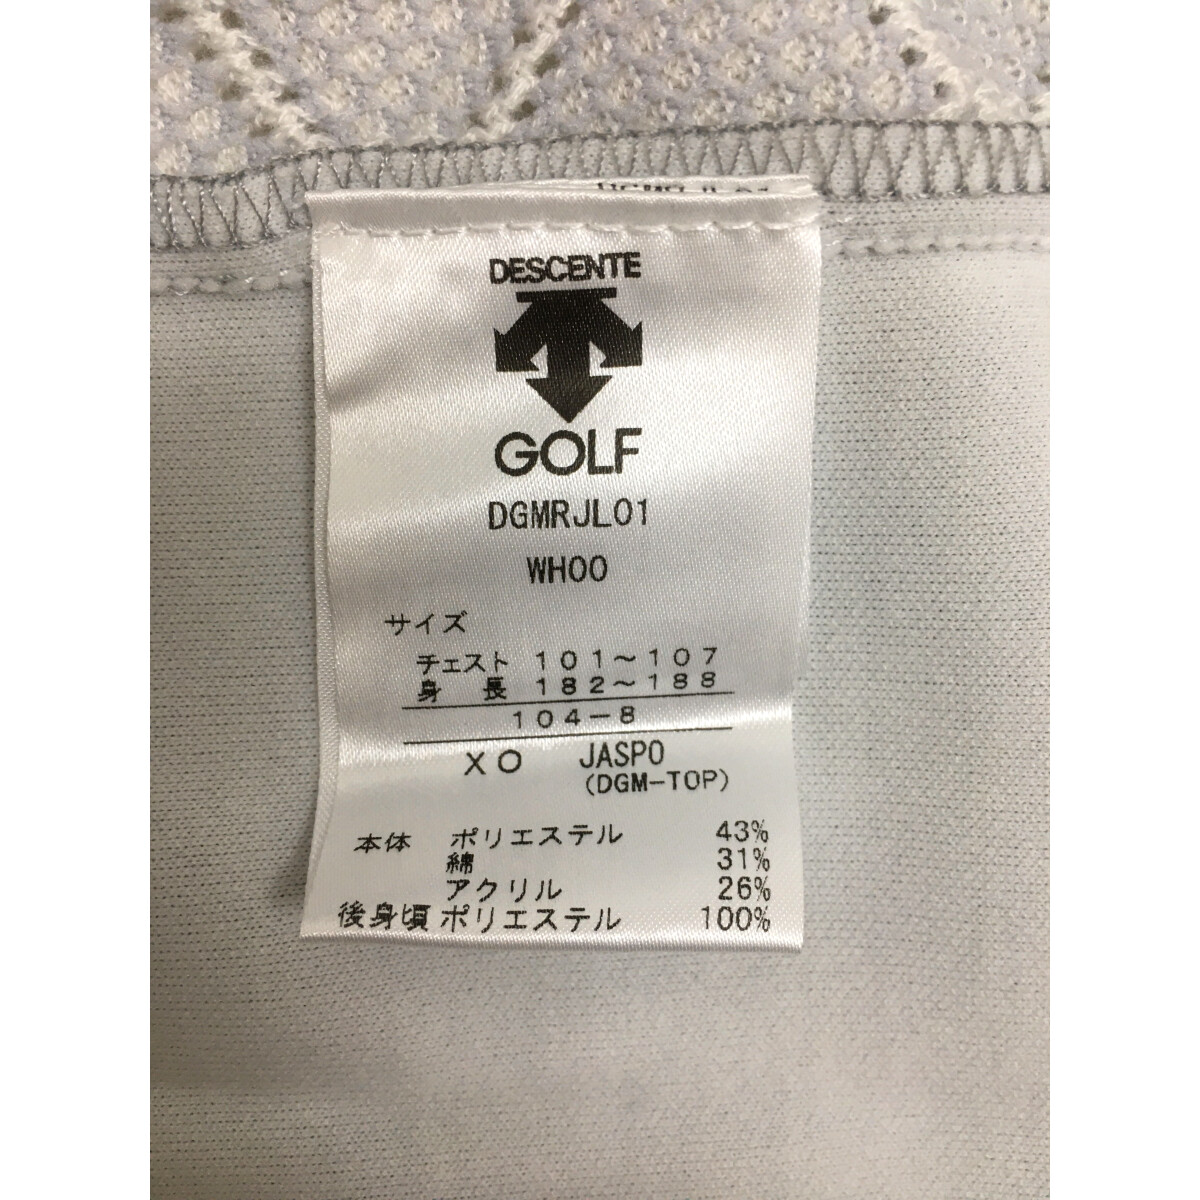 DESCENTE
GOLF
DGMRJL01
WH00
サイズ
チェスト 101~107
身 長 182~188
104-8
XO JASPO
(DGM-TOP)
本体 ポリエステル 43%
綿 31%
アクリル 26%
後身頃 ポリエステル 100%